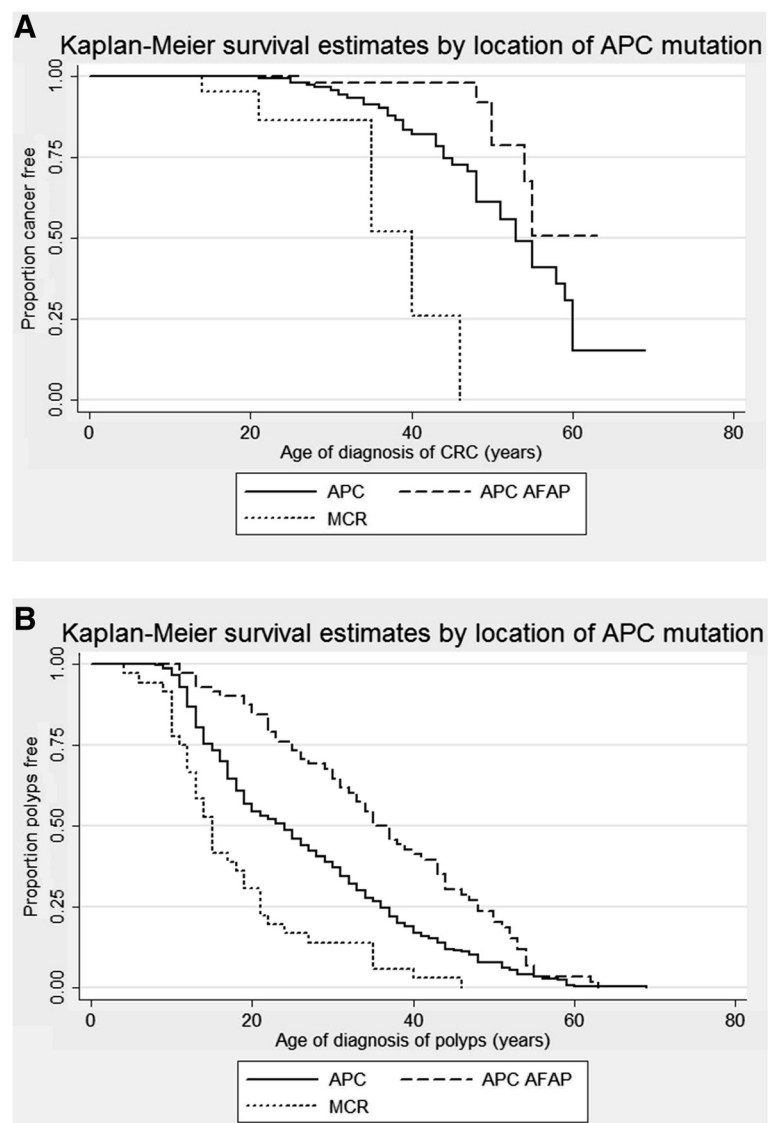 A
Kaplan-Meier survival estimates by location of APC mutation
1.00
0.75
0.50
0.25
0.00
Proportion cancer free
0 20 40 60 80
Age of diagnosis of CRC (years)
APC APC AFAP
MCR
B
Kaplan-Meier survival estimates by location of APC mutation
1.00
0.75
0.50
0.25
0.00
Proportion polyps free
0 20 40 60 80
Age of diagnosis of polyps (years)
APC APC AFAP
MCR